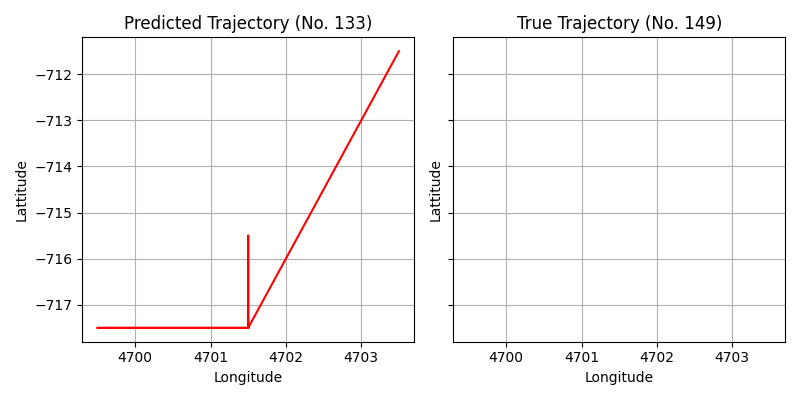 Predicted Trajectory (No. 133)
True Trajectory (No. 149)
Lattitude
−712
−713
−714
−715
−716
−717
4700 4701 4702 4703
Longitude
Lattitude
4700 4701 4702 4703
Longitude